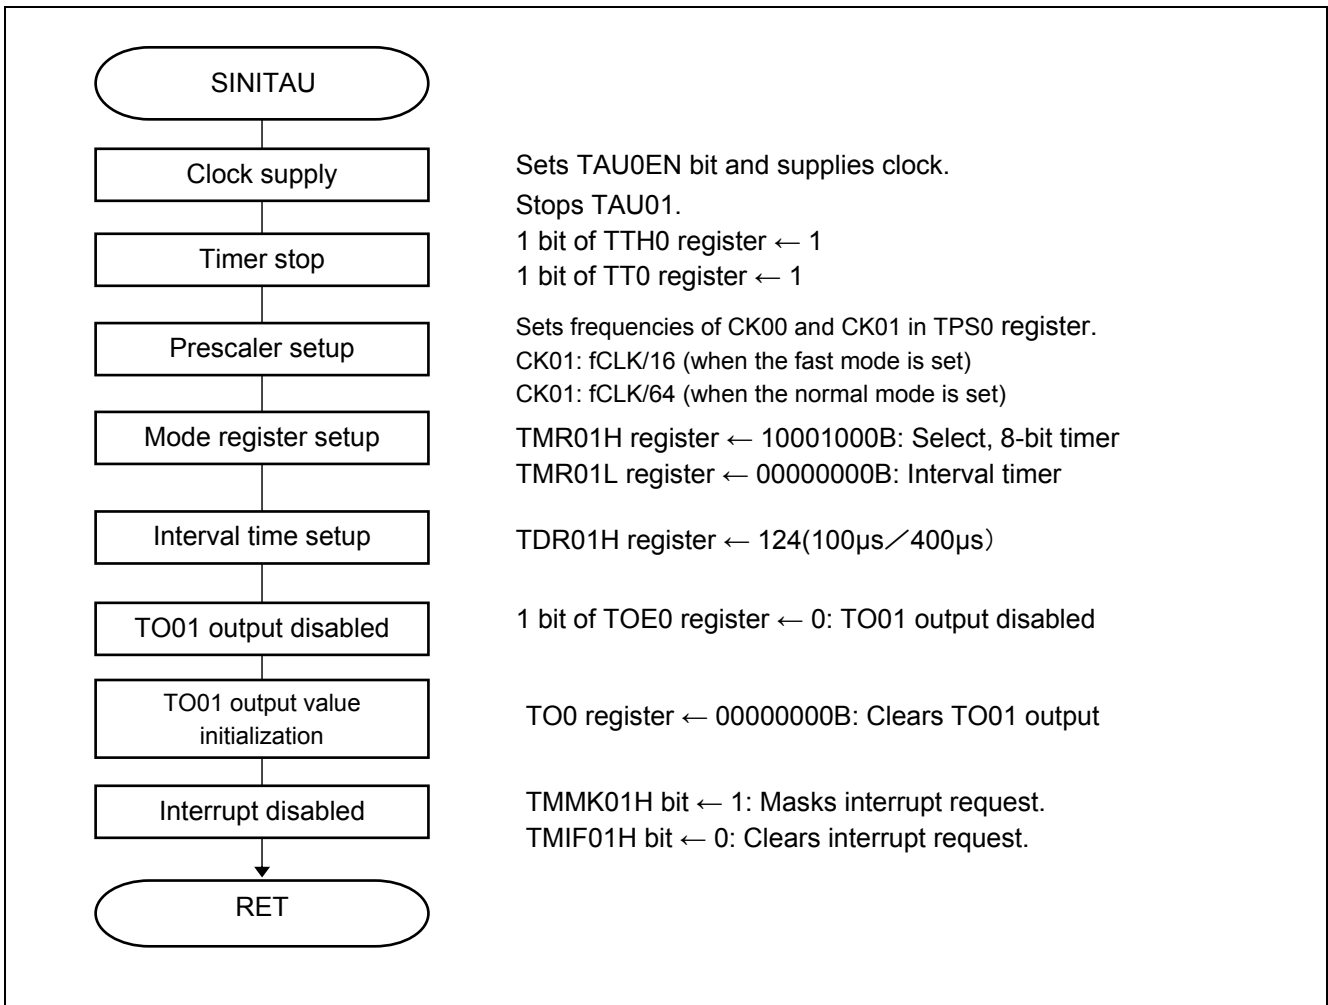 SINITAU
Clock supply
Sets TAU0EN bit and supplies clock.
Stops TAU01.
Timer stop
1 bit of TTH0 register ← 1
1 bit of TT0 register ← 1
Prescaler setup
Sets frequencies of CK00 and CK01 in TPS0 register.
CK01: fCLK/16 (when the fast mode is set)
CK01: fCLK/64 (when the normal mode is set)
Mode register setup
TMR01H register ← 10001000B: Select, 8-bit timer
TMR01L register ← 00000000B: Interval timer
Interval time setup
TDR01H register ← 124(100μs／400μs）
TO01 output disabled
1 bit of TOE0 register ← 0: TO01 output disabled
TO01 output value
initialization
TO0 register ← 00000000B: Clears TO01 output
Interrupt disabled
TMMK01H bit ← 1: Masks interrupt request.
TMIF01H bit ← 0: Clears interrupt request.
RET